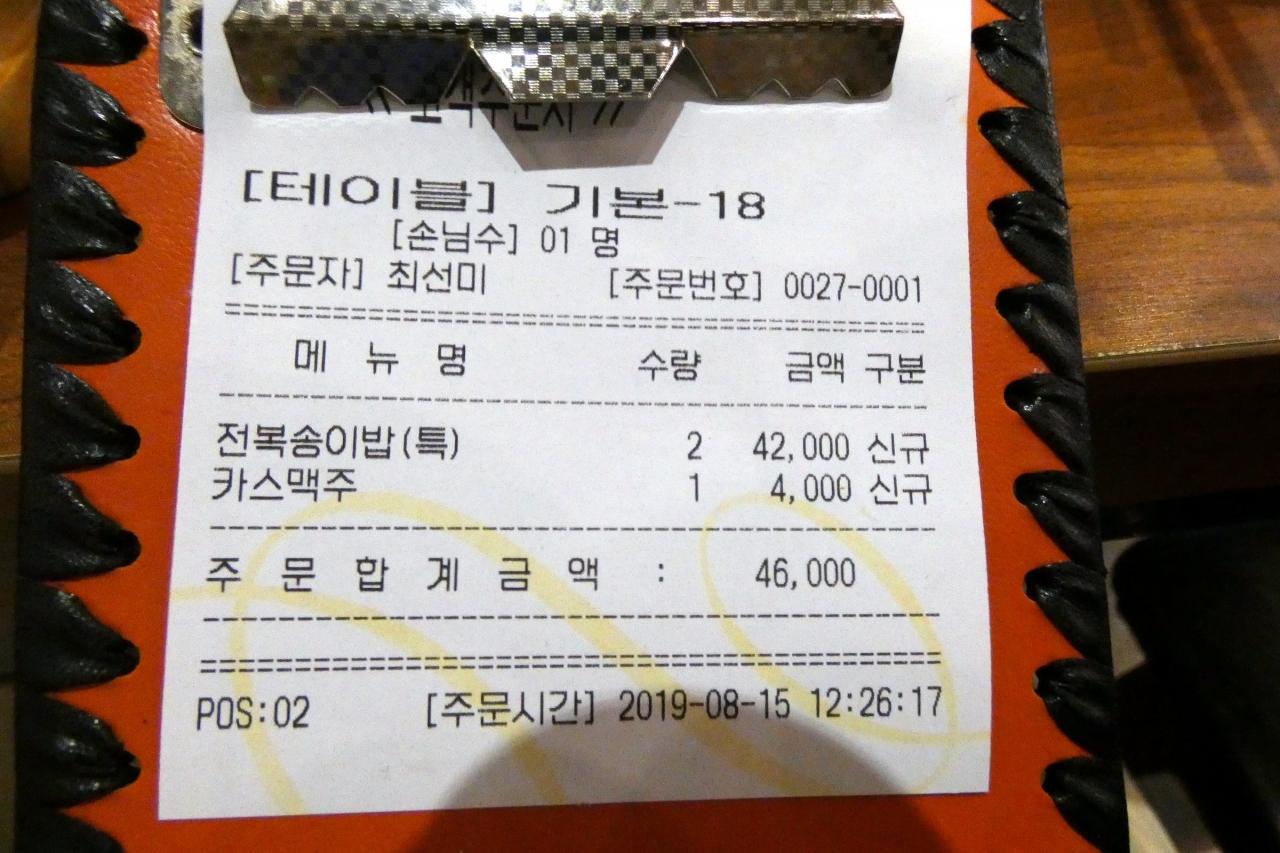 [테이블] 기본-18
[손님수] 01 명
[주문자] 최선미 [주문번호] 0027-0001
메 뉴 명 수량 금액 구분
전복송이밥(특) 2 42,000 신규
카스맥주 1 4,000 신규
주 문 합 계 금 액 : 46,000
POS:02 [주문시간] 2019-08-15 12:26:17